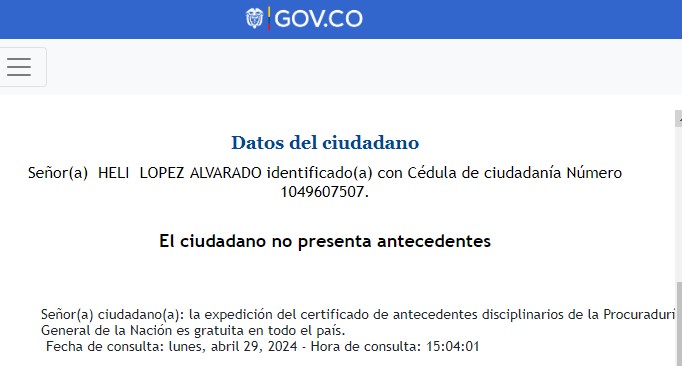 GOV.CO
Datos del ciudadano
Señor(a) HELI LOPEZ ALVARADO identificado(a) con Cédula de ciudadanía Número
1049607507.
El ciudadano no presenta antecedentes
Señor(a) ciudadano(a): la expedición del certificado de antecedentes disciplinarios de la Procuradurí
General de la Nación es gratuita en todo el país.
Fecha de consulta: lunes, abril 29, 2024 - Hora de consulta: 15:04:01